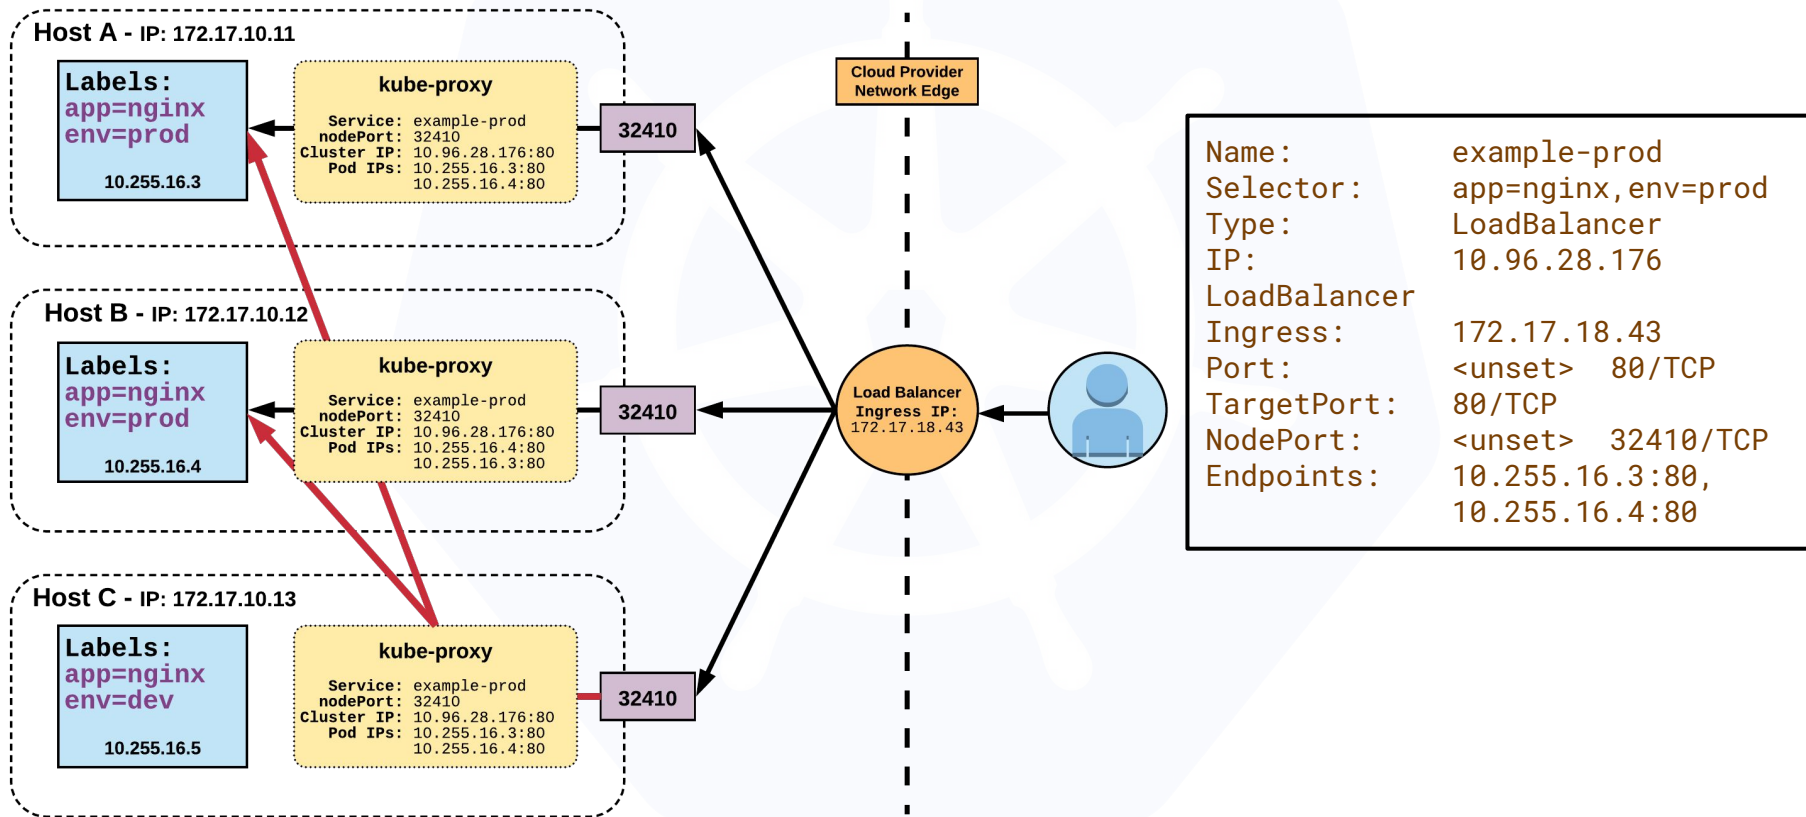 Host A - IP: 172.17.10.11
Labels:
app=nginx
env=prod
10.255.16.3
kube-proxy
Service: example-prod
nodePort: 32410
Cluster IP: 10.96.28.176:80
Pod IPs: 10.255.16.3:80
10.255.16.4:80
32410
Host B - IP: 172.17.10.12
Labels:
app=nginx
env=prod
10.255.16.4
kube-proxy
Service: example-prod
nodePort: 32410
Cluster IP: 10.96.28.176:80
Pod IPs: 10.255.16.4:80
10.255.16.3:80
32410
Host C - IP: 172.17.10.13
Labels:
app=nginx
env=dev
10.255.16.5
kube-proxy
Service: example-prod
nodePort: 32410
Cluster IP: 10.96.28.176:80
Pod IPs: 10.255.16.3:80
10.255.16.4:80
32410
Cloud Provider
Network Edge
Load Balancer
Ingress IP:
172.17.18.43
Name: example-prod
Selector: app=nginx,env=prod
Type: LoadBalancer
IP: 10.96.28.176
LoadBalancer
Ingress: 172.17.18.43
Port: <unset> 80/TCP
TargetPort: 80/TCP
NodePort: <unset> 32410/TCP
Endpoints: 10.255.16.3:80,
10.255.16.4:80